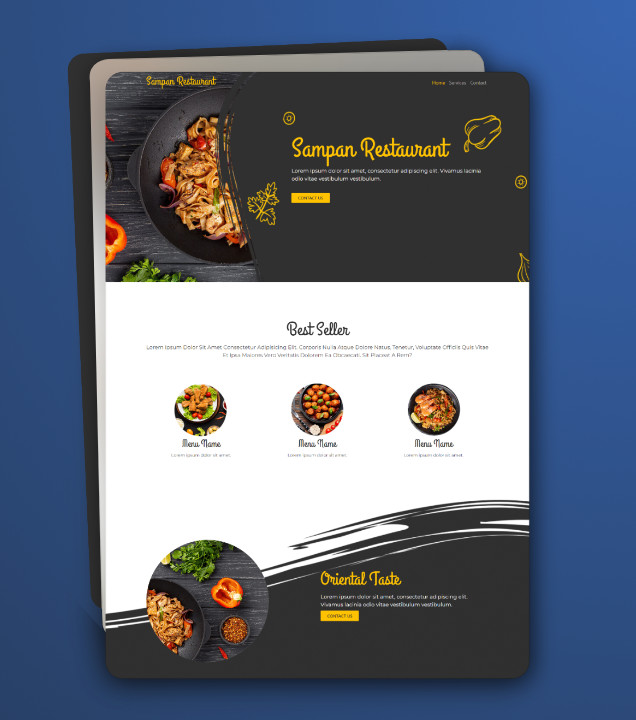 Sampan Restaurant
Home Services Contact
Sampan Restaurant
Lorem ipsum dolor sit amet, consectetur adipiscing elit. Vivamus lacinia
odio vitae vestibulum vestibulum.
CONTACT US
Best Seller
Lorem Ipsum Dolor Sit Amet Consectetur Adipisicing Elit. Corporis Nulla Atque Dolore Natus, Tenetur, Voluptate Officiis Quis Vitae
Et Ipsa Maiores Vero Veritatis Dolorem Ea Obcaecati. Sit Placeat A Rem?
Menu Name Menu Name Menu Name
Lorem ipsum dolor sit amet. Lorem ipsum dolor sit amet. Lorem ipsum dolor sit amet.
Oriental Taste
Lorem ipsum dolor sit amet, consectetur adipiscing elit.
Vivamus lacinia odio vitae vestibulum vestibulum.
CONTACT US